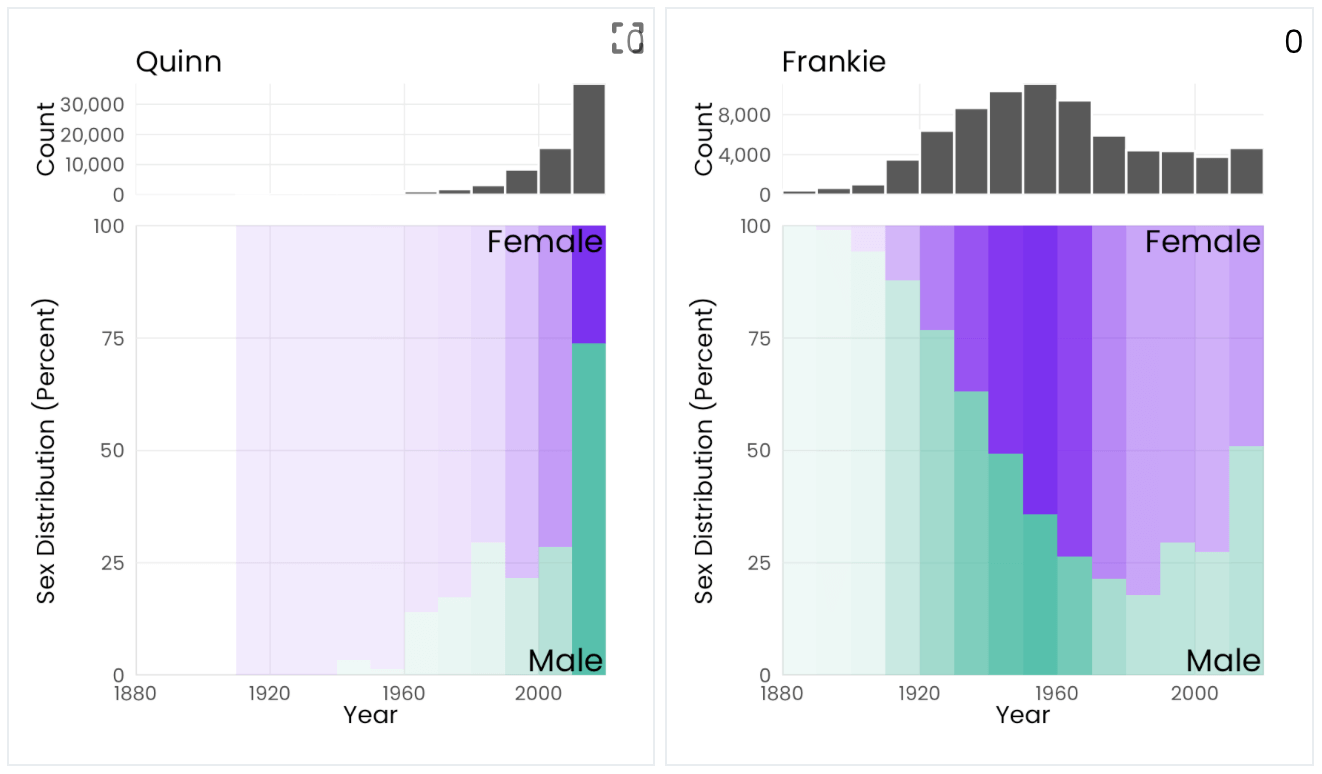 Quinn
0
Count
30,000
20,000
10,000
0
Sex Distribution (Percent)
100
75
50
25
0
Female
Male
1880
1920
1960
2000
Year
Frankie
0
Count
8,000
4,000
0
Sex Distribution (Percent)
100
75
50
25
0
Female
Male
1880
1920
1960
2000
Year